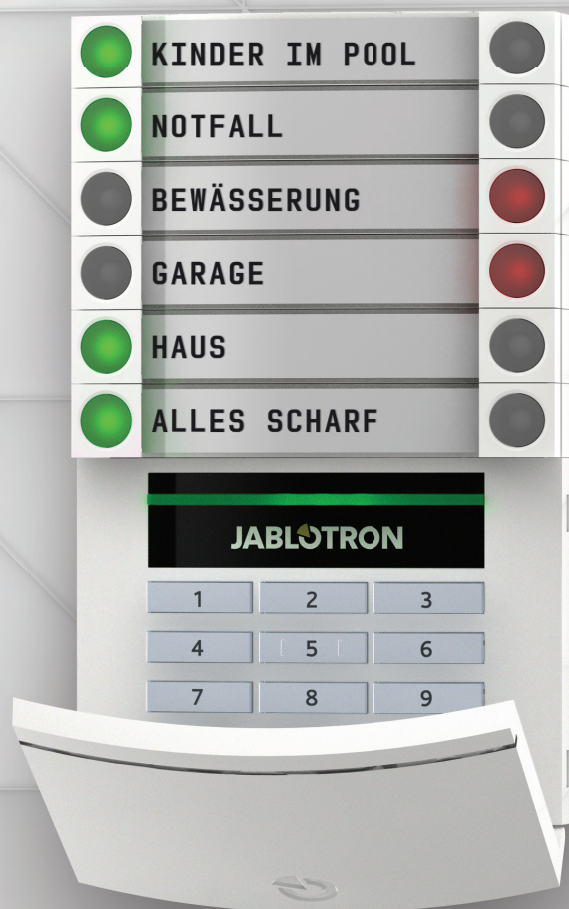 KINDER IM POOL
NOTFALL
BEWÄSSERUNG
GARAGE
HAUS
ALLES SCHARF
JABLOTRON
1 2 3
4 5 6
7 8 9